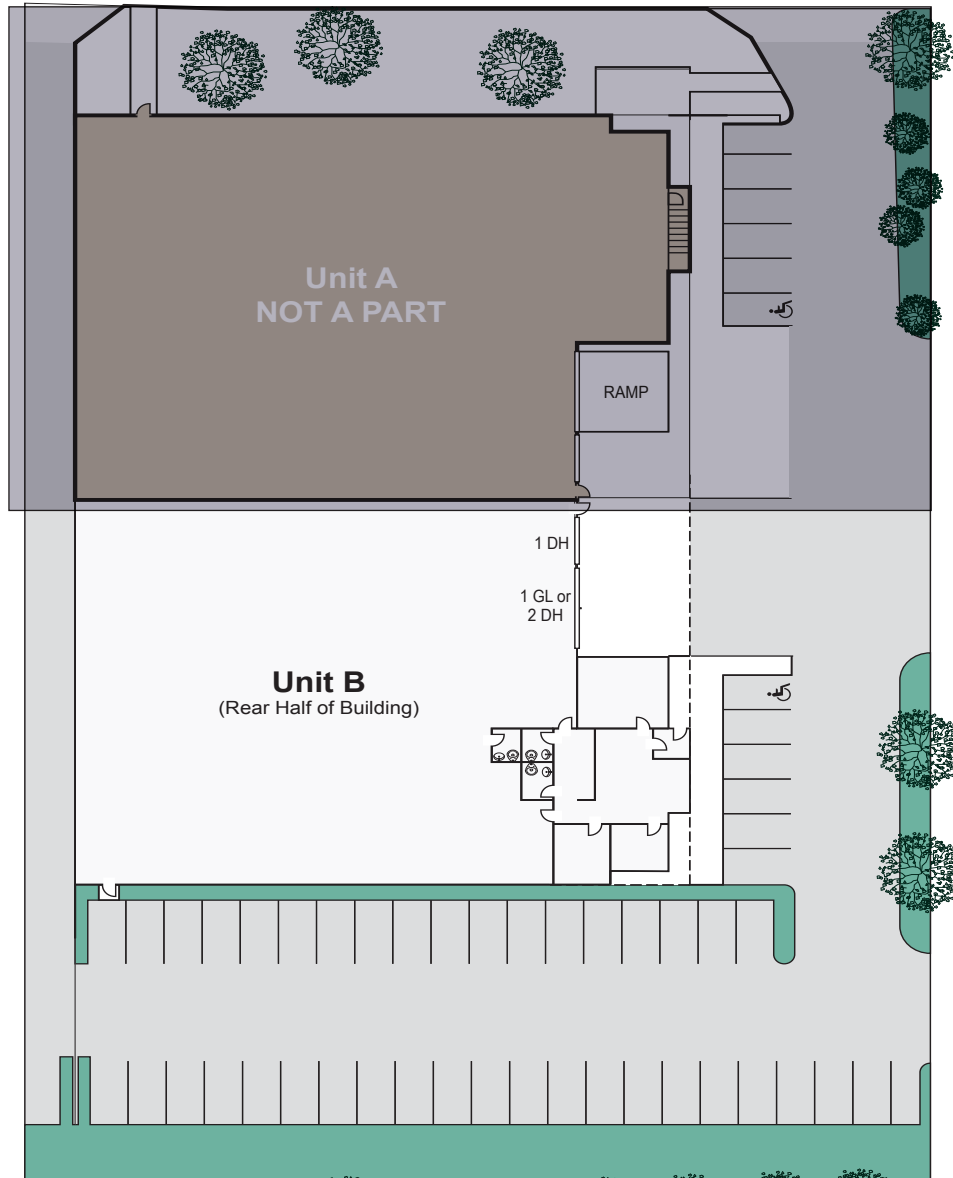 Unit A
NOT A PART
RAMP
1 DH
1 GL or
2 DH
Unit B
(Rear Half of Building)